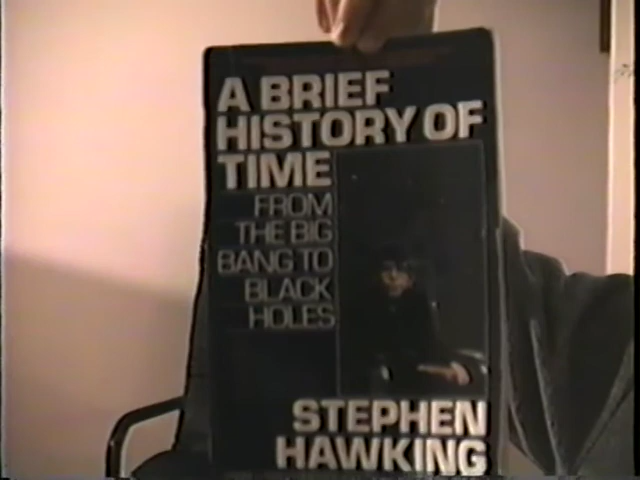 A BRIEF
HISTORY OF
TIME
FROM
THE BIG
BANG TO
BLACK
HOLES
STEPHEN
HAWKING